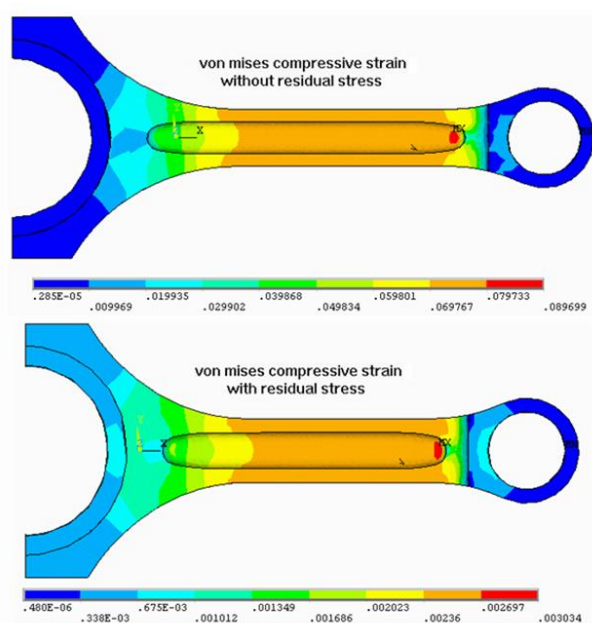 von mises compressive strain
without residual stress
X
MX
.285E-05 .019935 .039868 .059801 .079733
.009969 .029902 .049834 .069767 .089699
von mises compressive strain
with residual stress
MX
.480E-06 .675E-03 .001349 .002023 .002697
.338E-03 .001012 .001686 .00236 .003034